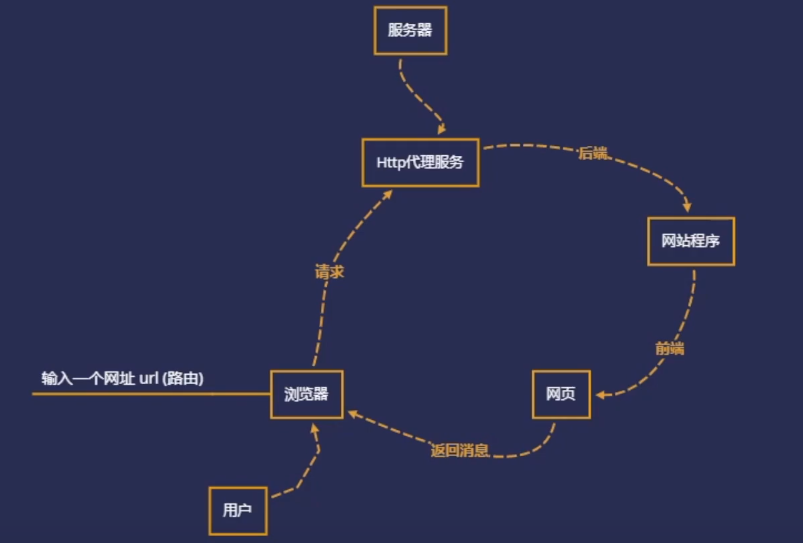 服务器
Http代理服务
后端
网站程序
请求
前端
输入一个网址 url (路由)
浏览器
网页
返回消息
用户